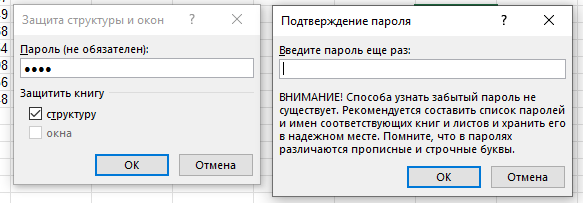 Защита структуры и окон
Пароль (не обязателен):
••••
Защитить книгу
структуру
окна
ОК
Отмена
Подтверждение пароля
Введите пароль еще раз:
ВНИМАНИЕ! Способа узнать забытый пароль не
существует. Рекомендуется составить список паролей
и имен соответствующих книг и листов и хранить его
в надежном месте. Помните, что в паролях
различаются прописные и строчные буквы.
ОК
Отмена